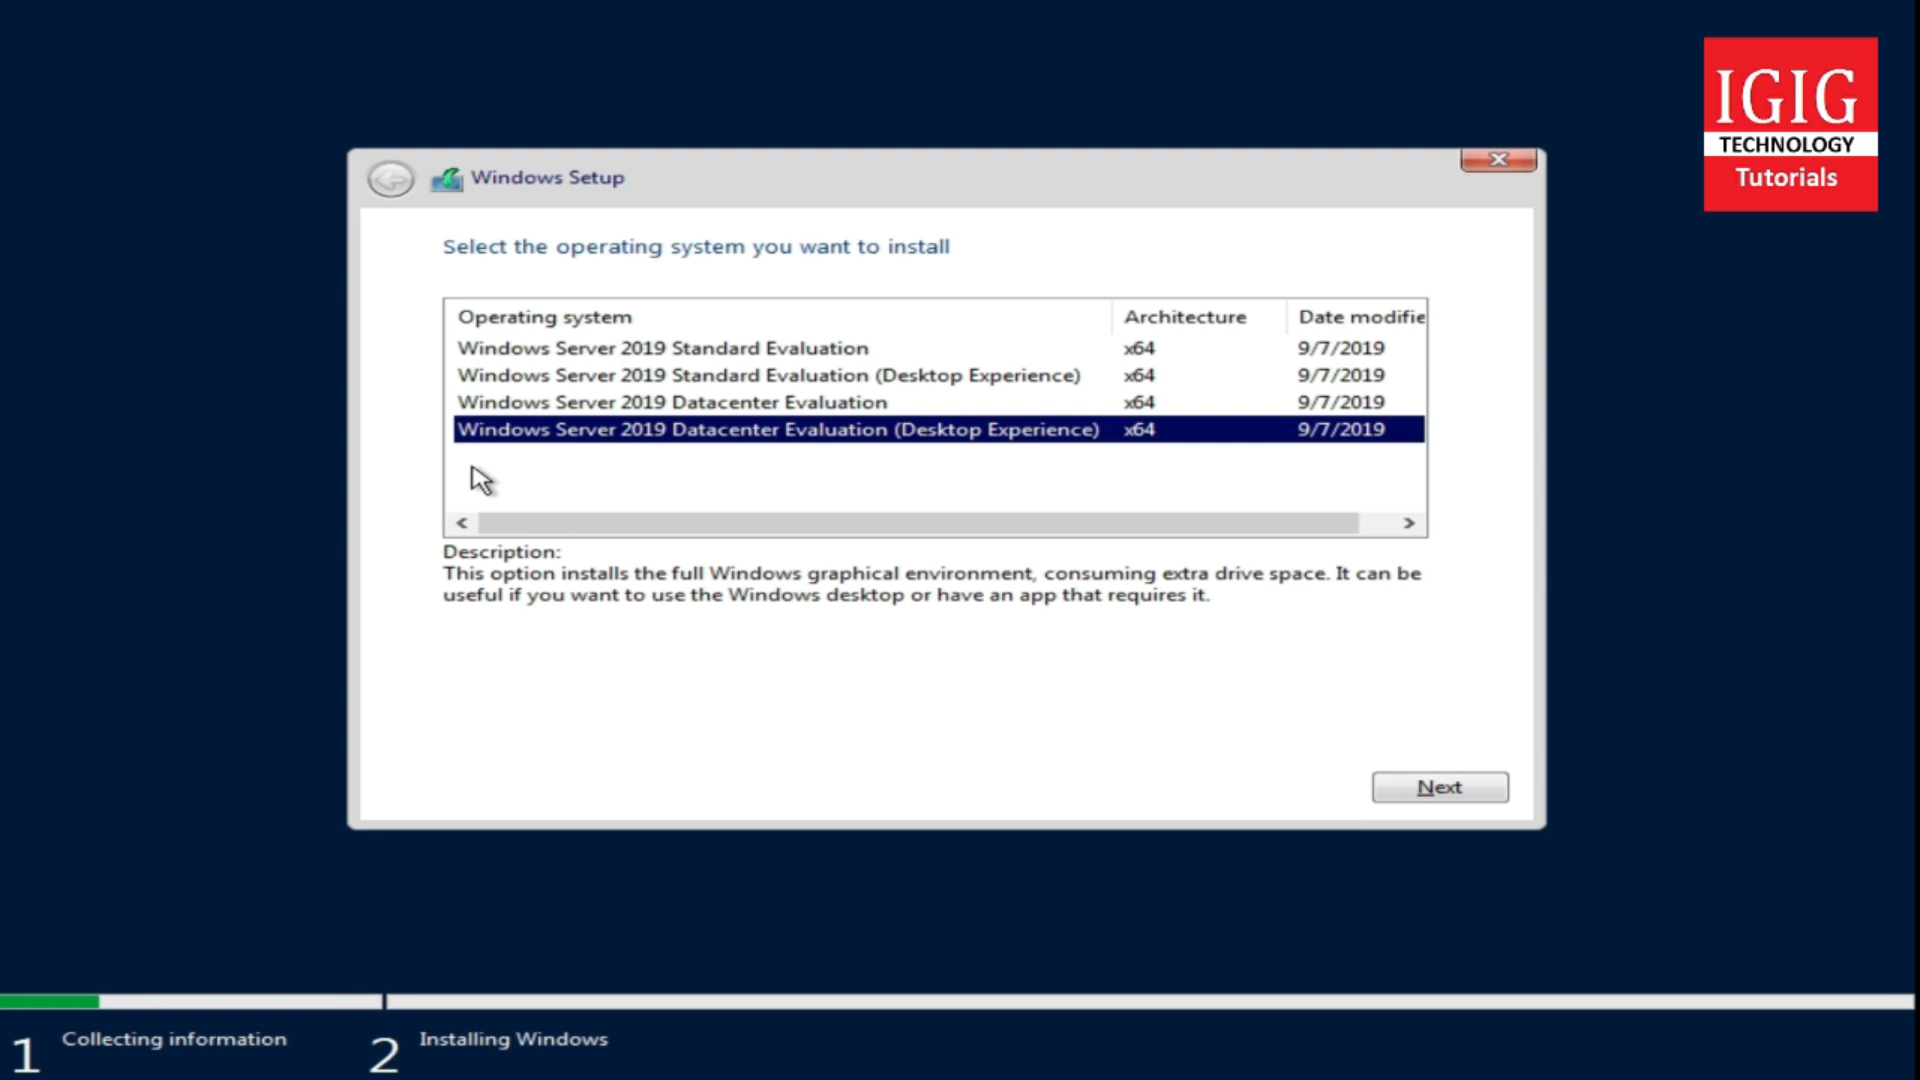 IGIG
TECHNOLOGY
Tutorials
Windows Setup
Select the operating system you want to install
Operating system Architecture Date modifie
Windows Server 2019 Standard Evaluation x64 9/7/2019
Windows Server 2019 Standard Evaluation (Desktop Experience) x64 9/7/2019
Windows Server 2019 Datacenter Evaluation x64 9/7/2019
Windows Server 2019 Datacenter Evaluation (Desktop Experience) x64 9/7/2019
Description:
This option installs the full Windows graphical environment, consuming extra drive space. It can be
useful if you want to use the Windows desktop or have an app that requires it.
Next
1 Collecting information 2 Installing Windows